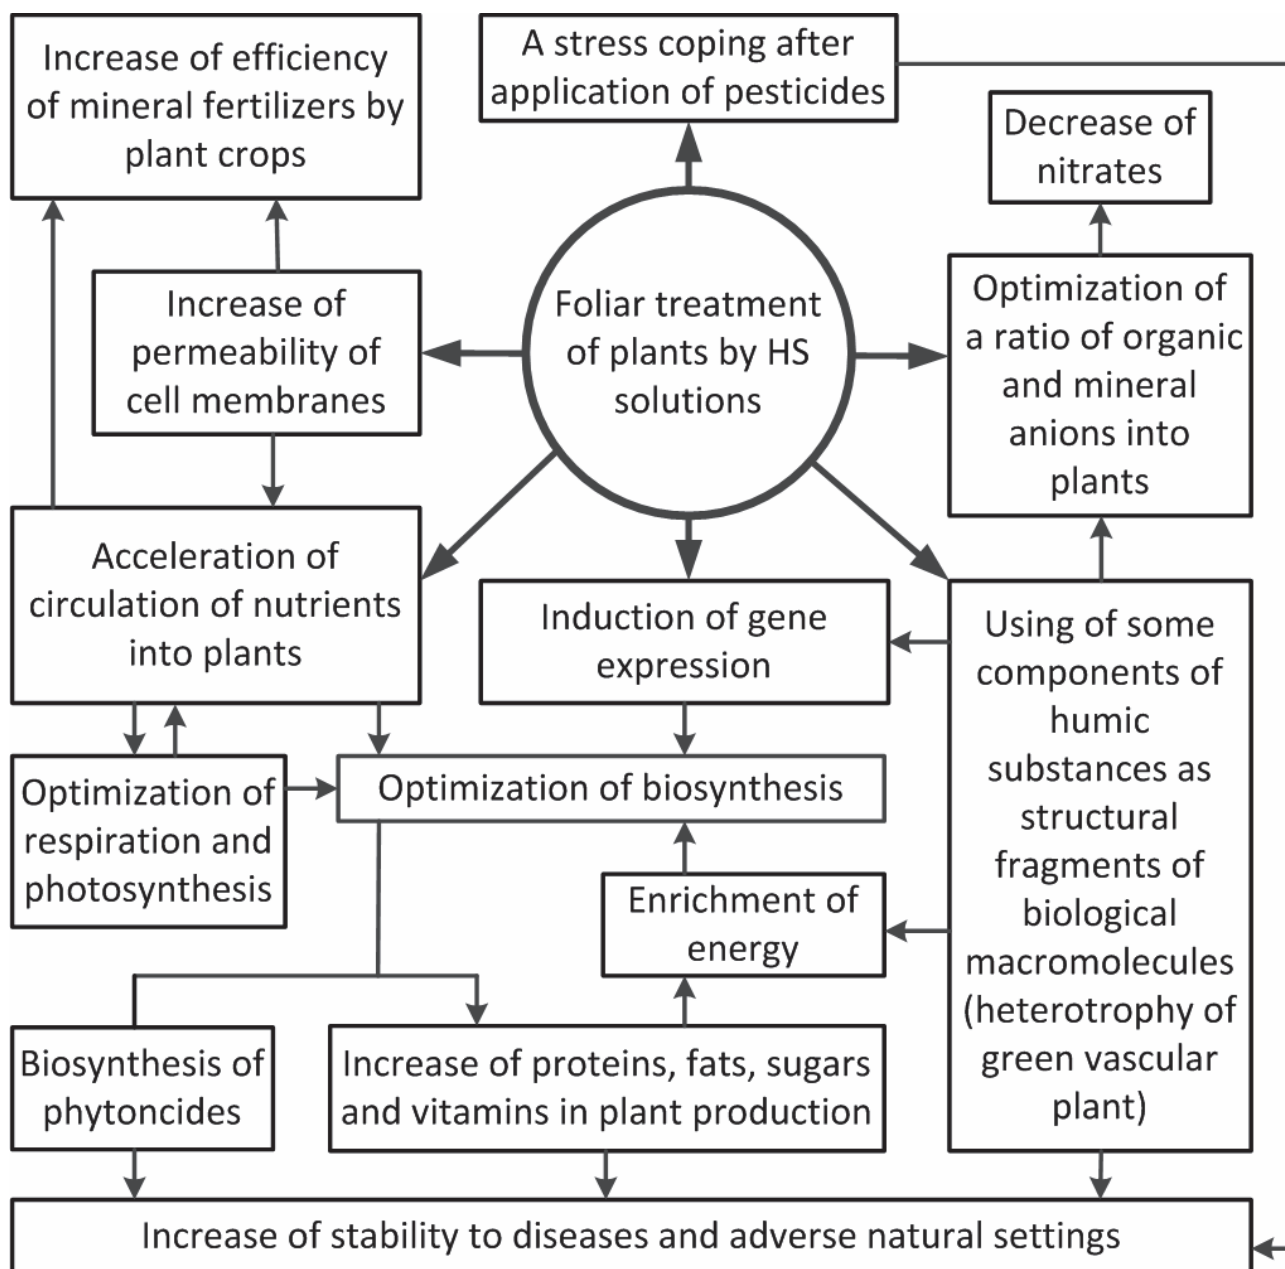 Increase of efficiency
of mineral fertilizers by
plant crops
A stress coping after
application of pesticides
Decrease of
nitrates
Increase of
permeability of
cell membranes
Foliar treatment
of plants by HS
solutions
Optimization of
a ratio of organic
and mineral
anions into
plants
Acceleration of
circulation of nutrients
into plants
Induction of gene
expression
Using of some
components of
humic
substances as
structural
fragments of
biological
macromolecules
(heterotrophy of
green vascular
plant)
Optimization of
respiration and
photosynthesis
Optimization of biosynthesis
Enrichment of
energy
Biosynthesis of
phytoncides
Increase of proteins, fats, sugars
and vitamins in plant production
Increase of stability to diseases and adverse natural settings